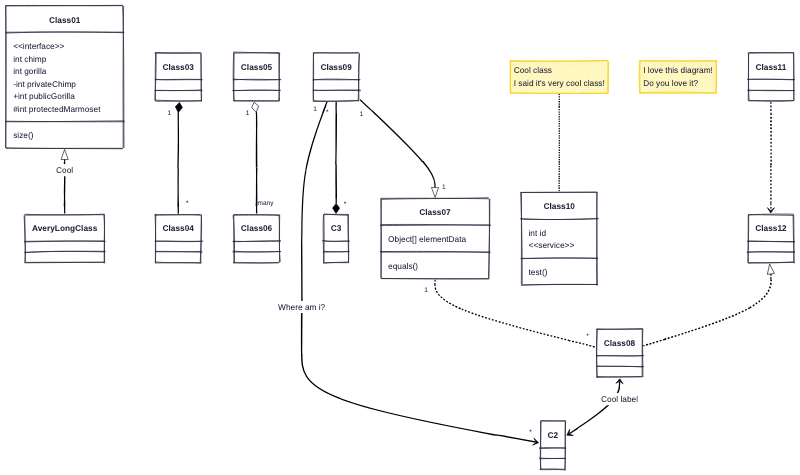 Class01
<<interface>>
int chimp
int gorilla
-int privateChimp
+int publicGorilla
#int protectedMarmoset
size()
Class03
Class05
Class09
Cool class
I said it's very cool class!
I love this diagram!
Do you love it?
Class11
1
1
1
*
1
Cool
1
*
many
*
AveryLongClass
Class04
Class06
C3
Class07
Object[] elementData
equals()
Class10
int id
<<service>>
test()
Class12
1
Where am i?
*
Class08
Cool label
*
C2